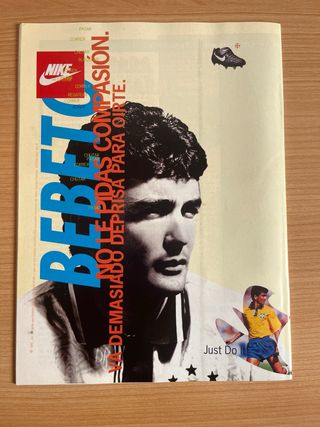 NIKE
BEBETO
NO LE PIDAS COMPASIÓN.
VA DEMASIADO DEPRISA PARA OIRTE.
Just Do It.